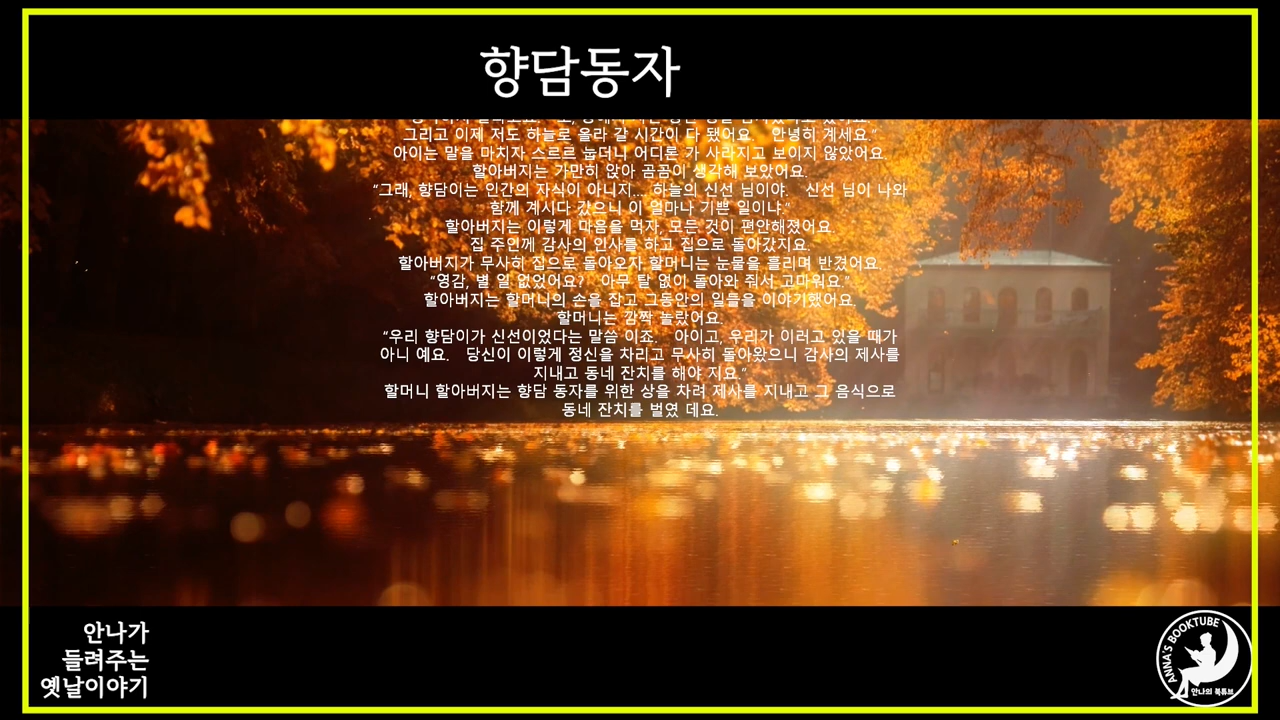 향담동자
그리고 이제 저도 하늘로 올라 갈 시간이 다 됐어요. 안녕히 계세요.”
아이는 말을 마치자 스르르 눕더니 어디론 가 사라지고 보이지 않았어요.
할아버지는 가만히 앉아 곰곰이 생각해 보았어요.
“그래, 향담이는 인간의 자식이 아니지... 하늘의 신선 님이야. 신선 님이 나와
함께 계시다 갔으니 이 얼마나 기쁜 일이냐.”
할아버지는 이렇게 마음을 먹자, 모든 것이 편안해졌어요.
집 주인께 감사의 인사를 하고 집으로 돌아갔지요.
할아버지가 무사히 집으로 돌아오자 할머니는 눈물을 흘리며 반겼어요.
“영감, 별 일 없었어요? 아무 탈 없이 돌아와 줘서 고마워요.”
할아버지는 할머니의 손을 잡고 그동안의 일들을 이야기했어요.
할머니는 깜짝 놀랐어요.
“우리 향담이가 신선이었다는 말씀 이죠. 아이고, 우리가 이러고 있을 때가
아니 예요. 당신이 이렇게 정신을 차리고 무사히 돌아왔으니 감사의 제사를
지내고 동네 잔치를 해야 지요.”
할머니 할아버지는 향담 동자를 위한 상을 차려 제사를 지내고 그 음식으로
동네 잔치를 벌였 데요.
안나가
들려주는
옛날이야기
ANNA'S BOOKTUBE
안나의 북튜브